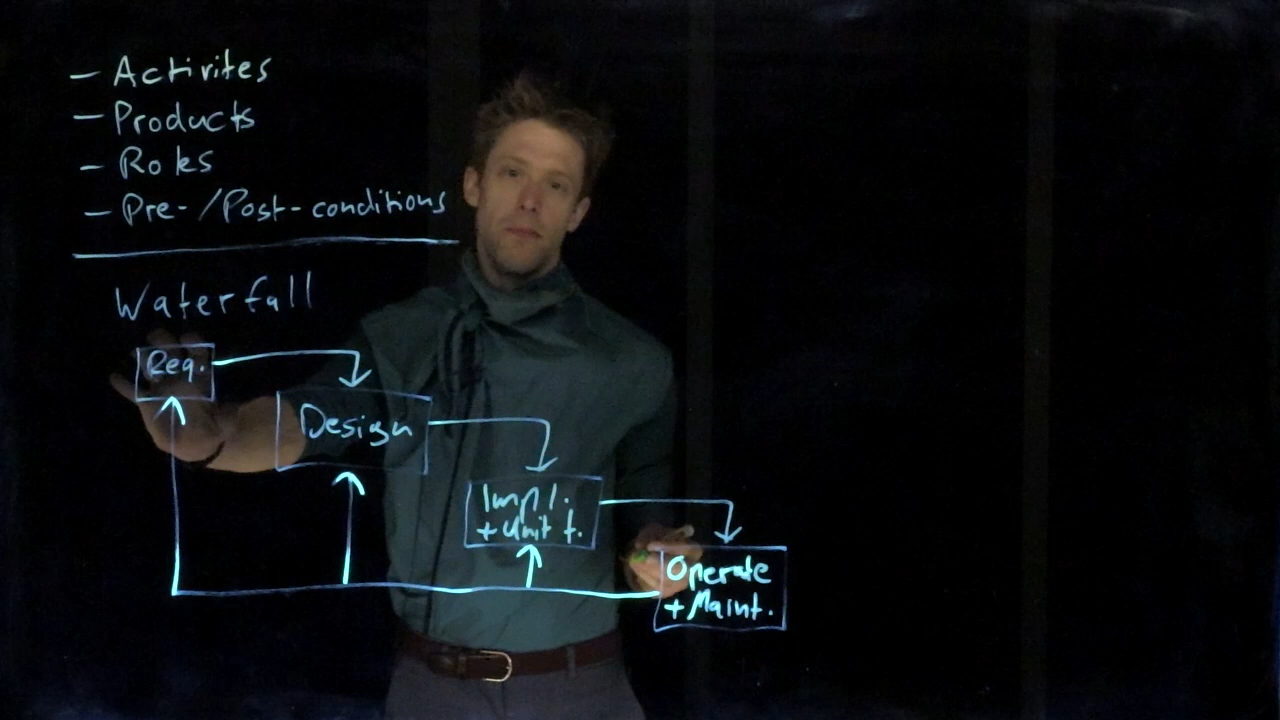 - Activites
- Products
- Roles
- Pre-/Post-conditions
Waterfall
Req.
Design
Impl.
+ Unit t.
Operate
+ Maint.